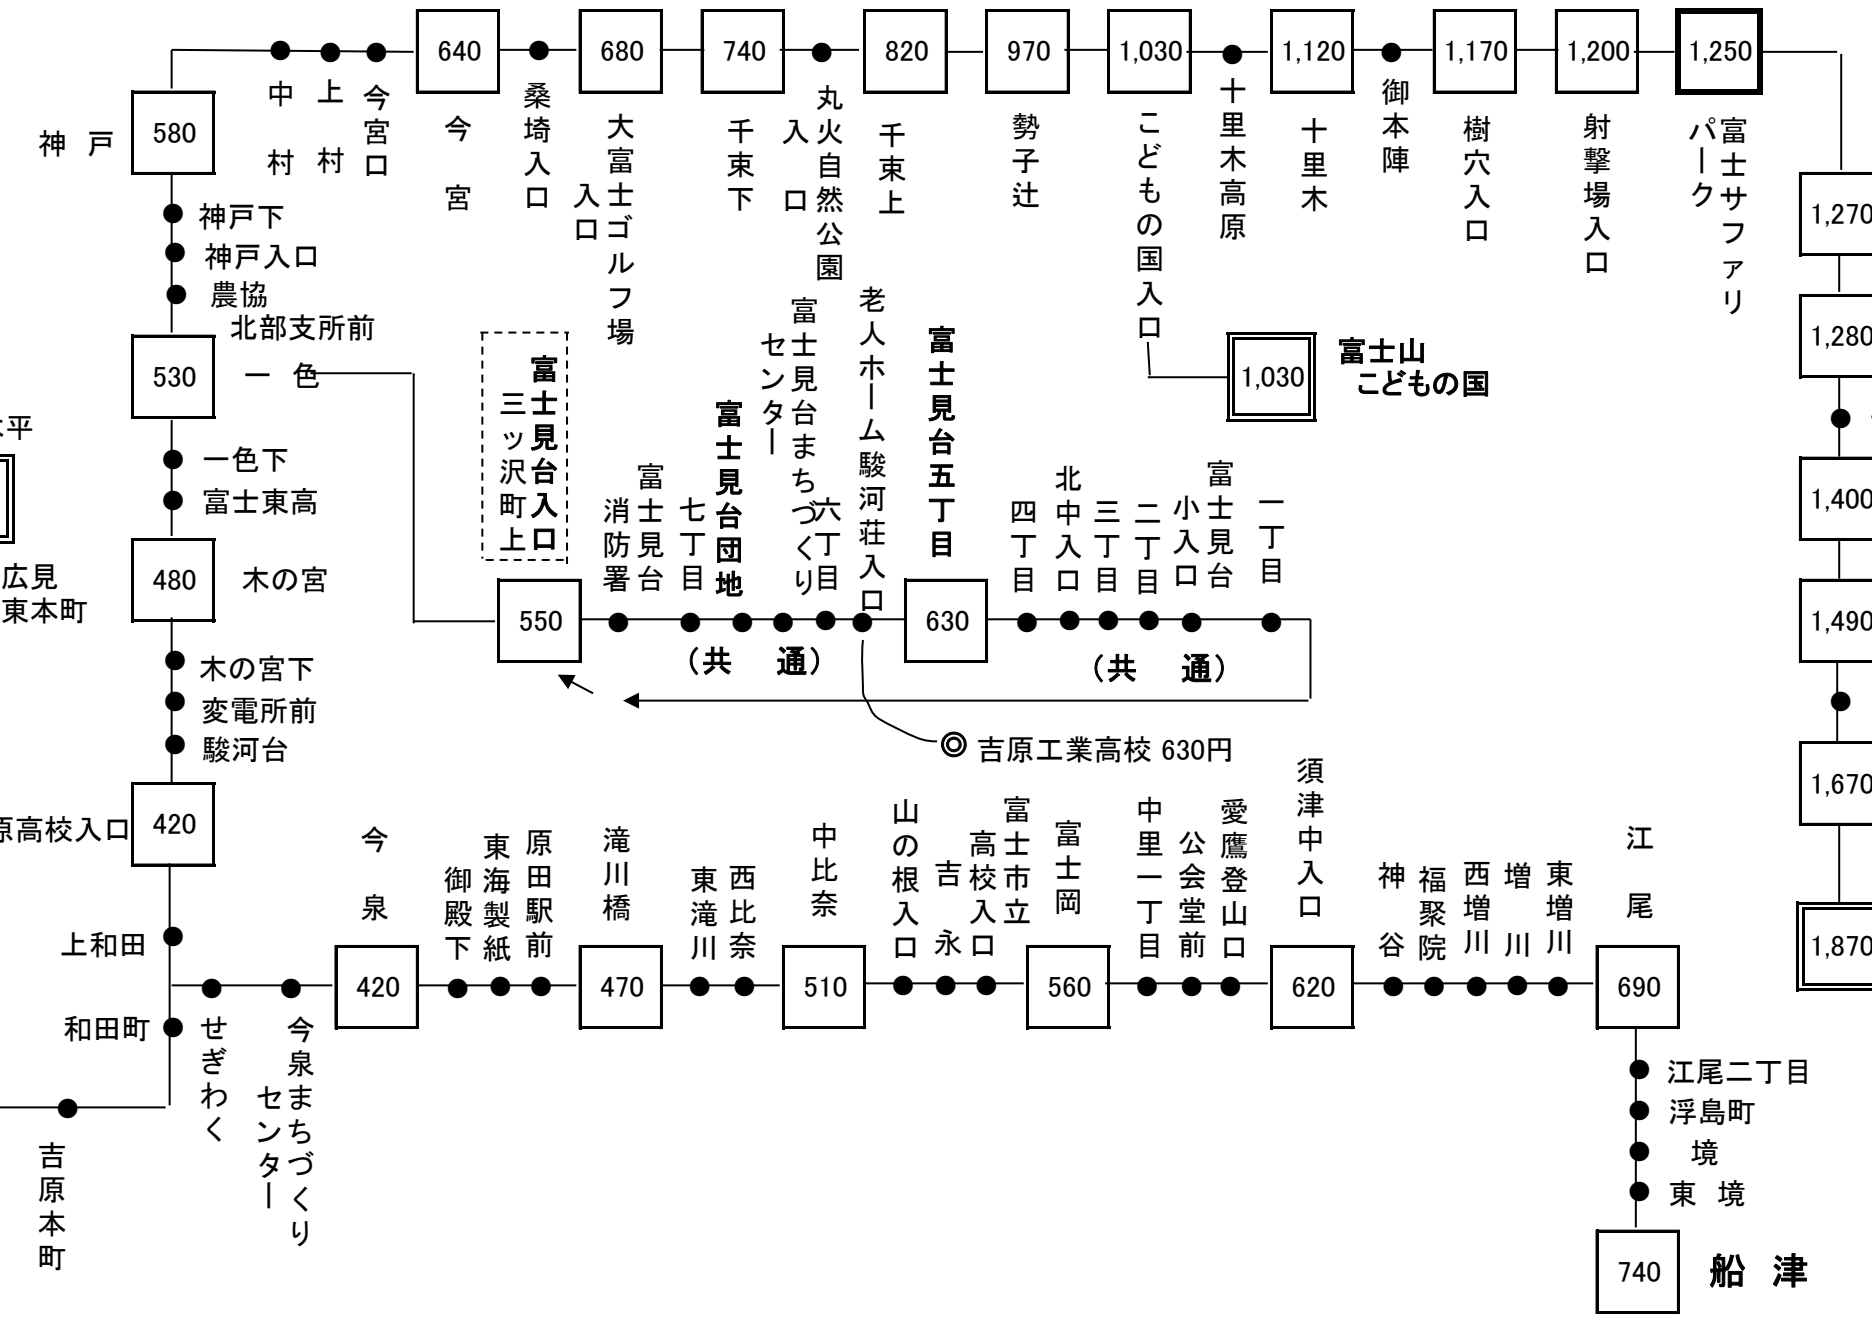 640
680
740
820
970
1,030
1,120
1,170
1,200
1,250
中村
上村
今宮口
今宮
桑埼入口
大富士ゴルフ場
入口
千束下
丸火自然公園
入口
千束上
勢子辻
こどもの国入口
十里木高原
十里木
御本陣
樹穴入口
射撃場入口
富士サファリ
パーク
神戸
580
神戸下
神戸入口
農協
北部支所前
530
一色
一色下
富士東高
480
木の宮
木の宮下
変電所前
駿河台
原高校入口
420
上和田
和田町
吉原本町
平
広見
東本町
富士見台入口
三ッ沢町上
550
富士見台
消防署
七丁目
富士見台団地
富士見台まちづくり
センター
六丁目
老人ホーム駿河荘入口
富士見台五丁目
630
四丁目
北中入口
三丁目
二丁目
富士見台
小入口
一丁目
（共 通）
（共 通）
◎ 吉原工業高校 630円
1,030
富士山
こどもの国
1,270
1,280
1,400
1,490
1,670
1,870
せぎわく
今泉まちづくり
センター
今泉
420
御殿下
東海製紙
原田駅前
滝川橋
470
東滝川
西比奈
中比奈
510
山の根入口
吉永
富士市立
高校入口
富士岡
560
中里一丁目
公会堂前
愛鷹登山口
須津中入口
620
神谷
福聚院
西増川
増川
東増川
江尾
690
江尾二丁目
浮島町
境
東境
740
船津